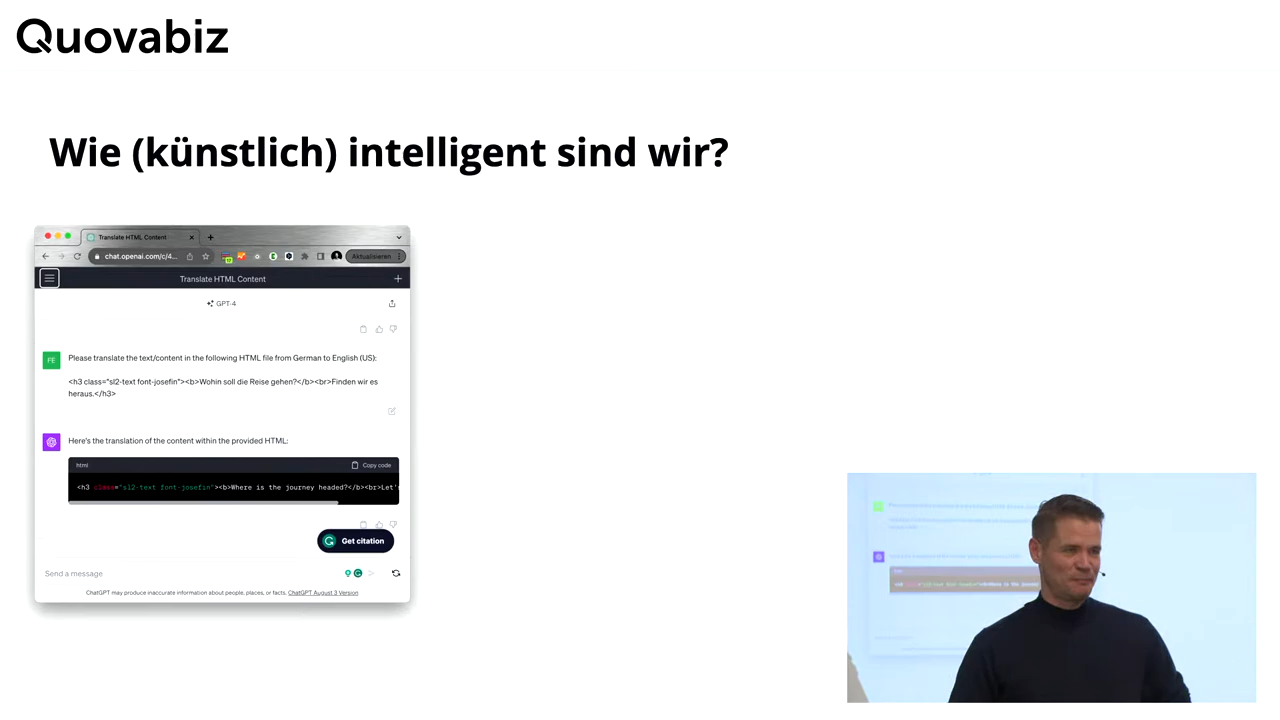 Quovabiz
Wie (künstlich) intelligent sind wir?
Translate HTML Content
chat.openai.com/c/4...
Aktualisieren
Translate HTML Content
GPT-4
FE
Please translate the text/content in the following HTML file from German to English (US):
<h3 class="sl2-text font-josefin"><b>Wohin soll die Reise gehen?</b><br>Finden wir es
heraus.</h3>
Here's the translation of the content within the provided HTML:
html
Copy code
<h3 class="sl2-text font-josefin"><b>Where is the journey headed?</b><br>Let'
Get citation
Send a message
ChatGPT may produce inaccurate information about people, places, or facts. ChatGPT August 3 Version